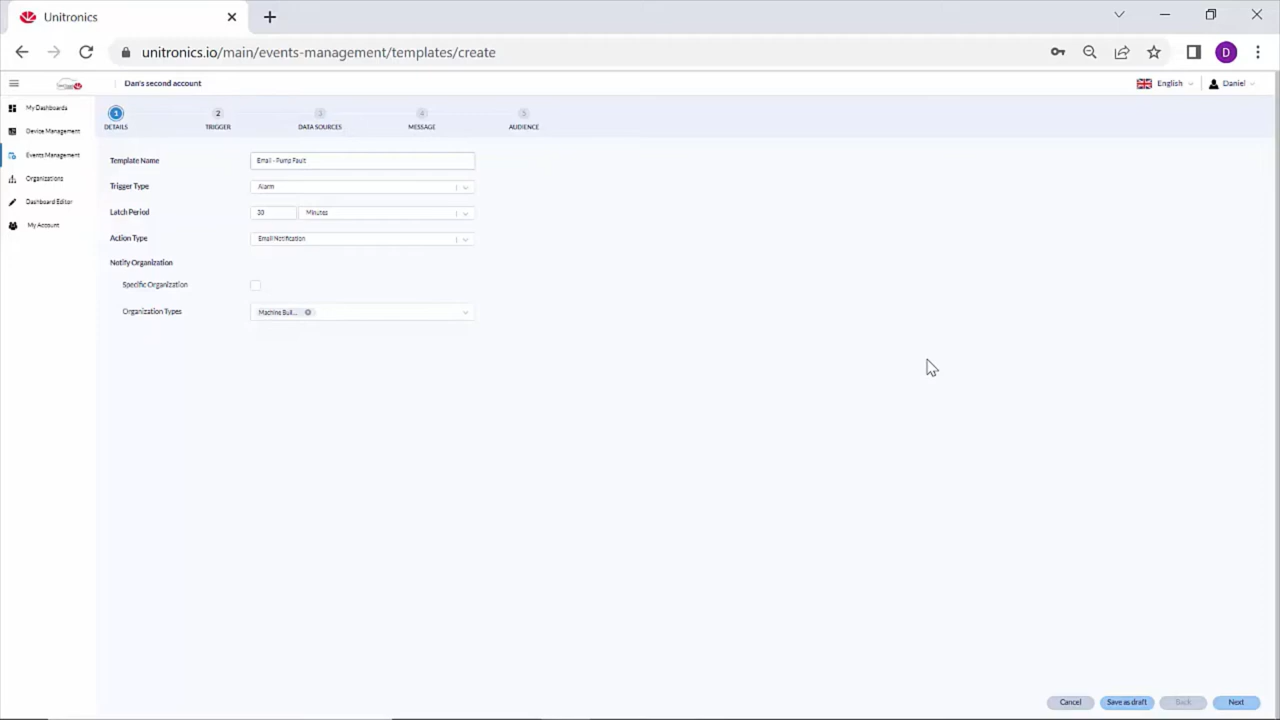 Unitronics
unitronics.io/main/events-management/templates/create
D
Dan's second account
English
Daniel
My Dashboards
Device Management
Events Management
Organizations
Dashboard Editor
My Account
1
2
3
4
5
DETAILS
TRIGGER
DATA SOURCES
MESSAGE
AUDIENCE
Template Name
Email - Pump Fault
Trigger Type
Alarm
Latch Period
30
Minutes
Action Type
Email Notification
Notify Organization
Specific Organization
Organization Types
Machine Buil...
Cancel
Save as draft
Back
Next